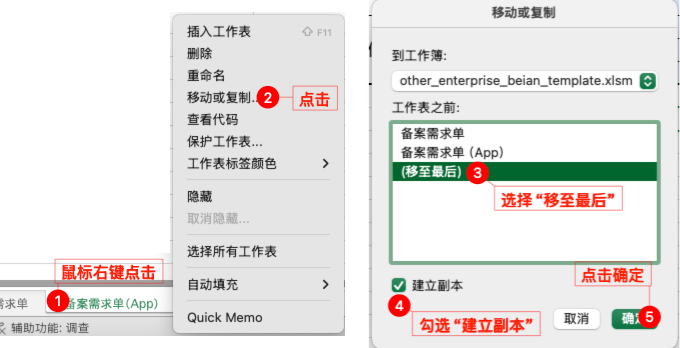 插入工作表 ⇧ F11
删除
重命名
移动或复制...
2
点击
查看代码
保护工作表...
工作表标签颜色
隐藏
取消隐藏...
选择所有工作表
自动填充
Quick Memo
鼠标右键点击
1
需求单
备案需求单(App)
辅助功能: 调查
移动或复制
到工作簿:
other_enterprise_beian_template.xlsm
工作表之前:
备案需求单
备案需求单 (App)
(移至最后)
3
选择 “移至最后”
建立副本
4
勾选 “建立副本”
点击确定
取消
确定
5